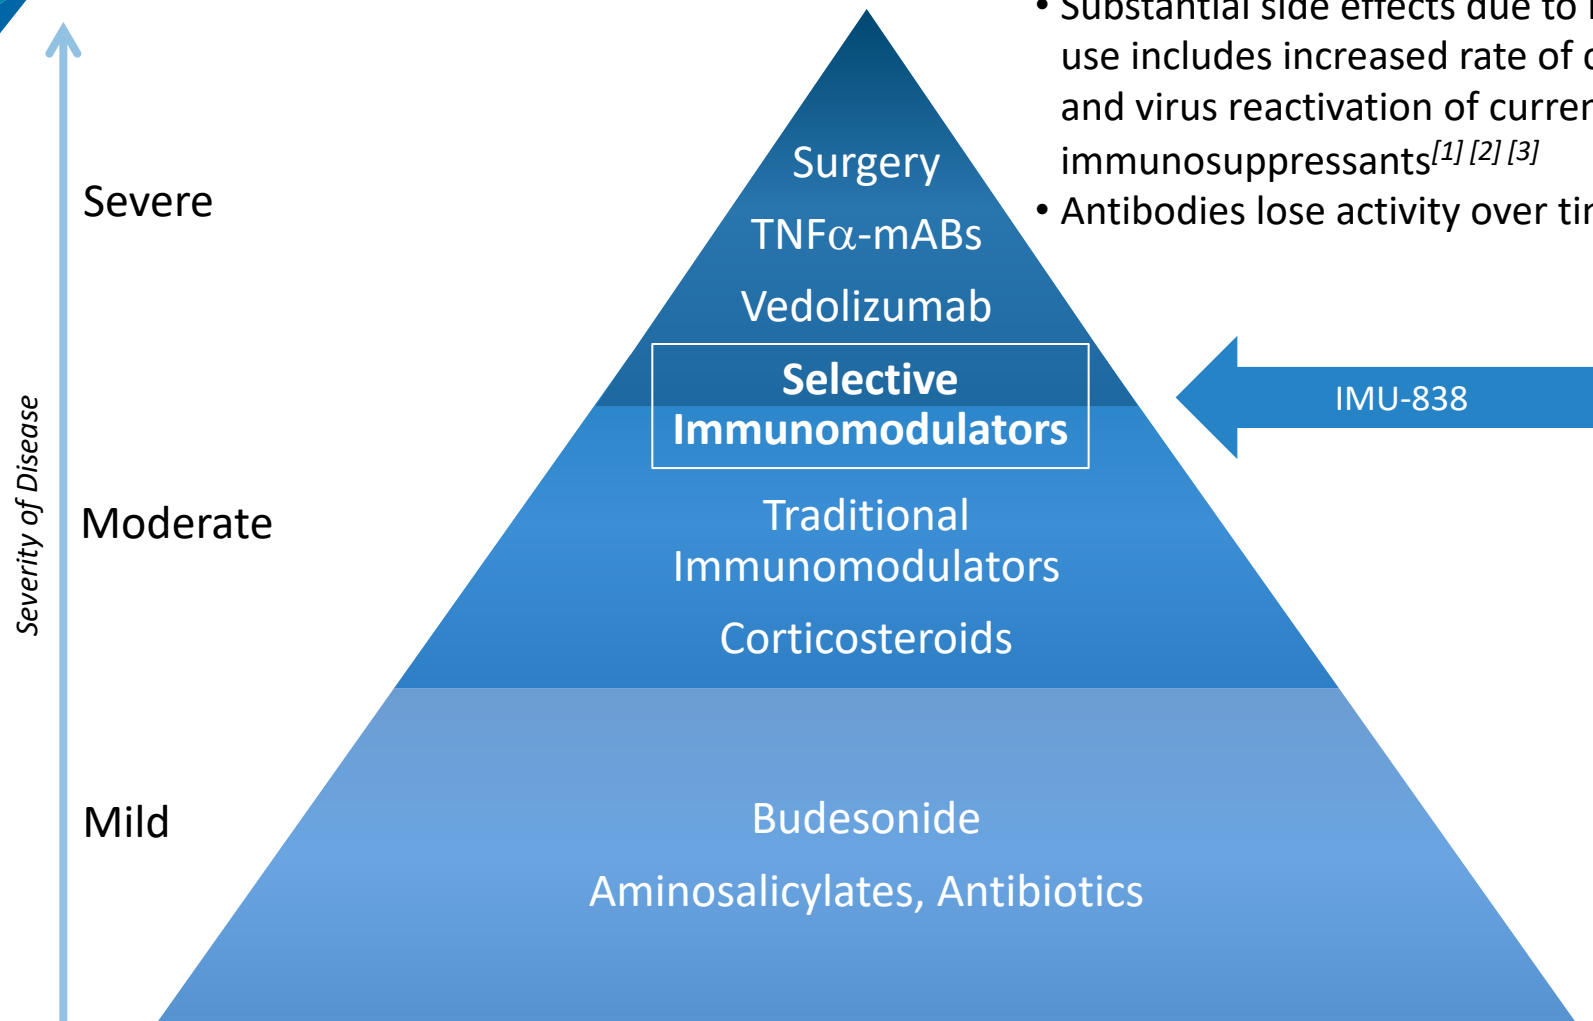 • Substantial side effects due to
use includes increased rate of
and virus reactivation of
immunosuppressants[1] [2] [3]
• Antibodies lose activity over
Severe
Surgery
TNFα-mABs
Vedolizumab
Selective
Immunomodulators
IMU-838
Severity of Disease
Moderate
Traditional
Immunomodulators
Corticosteroids
Mild
Budesonide
Aminosalicylates, Antibiotics